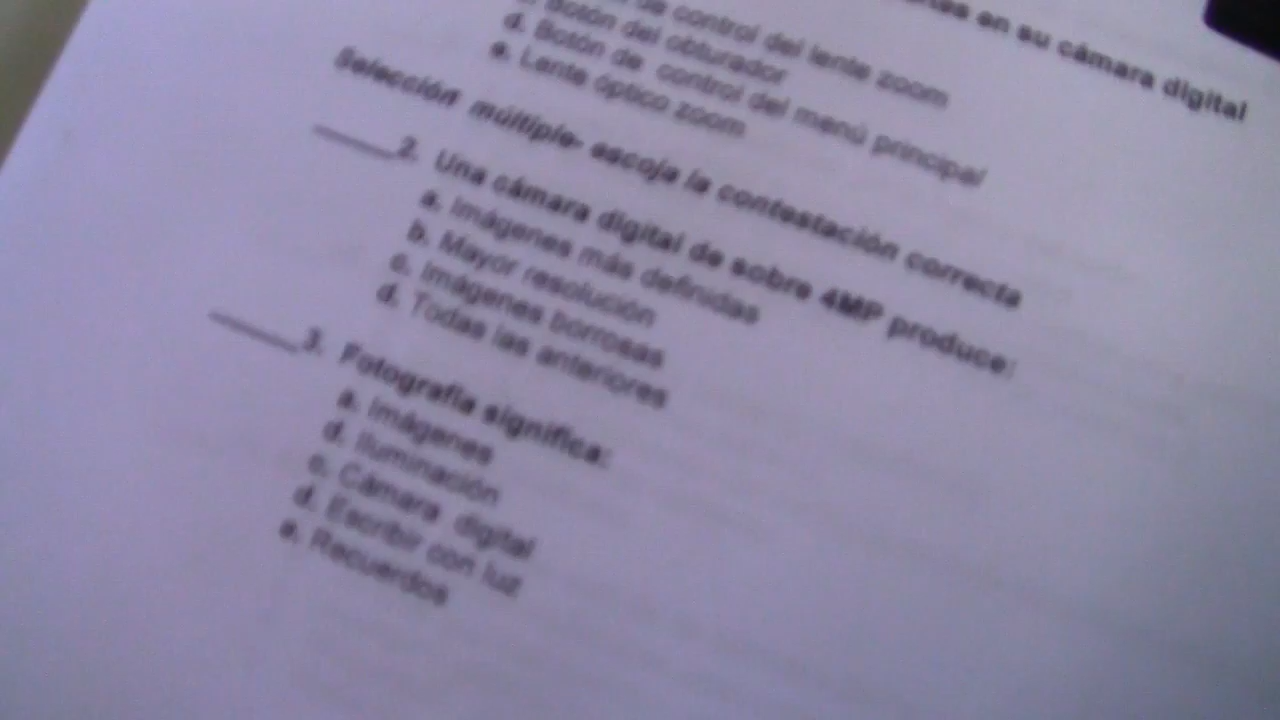 en su cámara digital
de control del lente zoom
Botón del obturador
d. Botón de control del menú principal
e. Lente óptico zoom
Selección múltiple- escoja la contestación correcta
_____2. Una cámara digital de sobre 4MP produce:
a. Imágenes más definidas
b. Mayor resolución
c. Imágenes borrosas
d. Todas las anteriores
_____3. Fotografía significa:
a. Imágenes
d. Iluminación
c. Cámara digital
d. Escribir con luz
e. Recuerdos